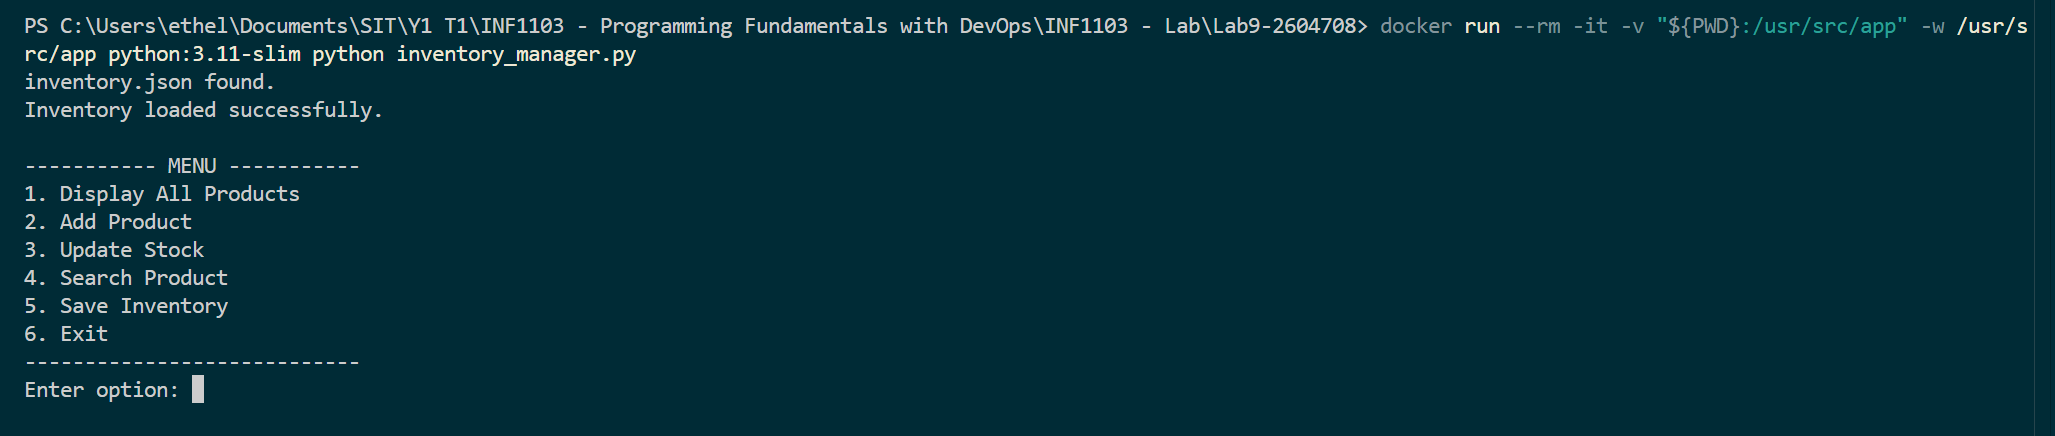 PS C:\Users\ethel\Documents\SIT\Y1 T1\INF1103 - Programming Fundamentals with DevOps\INF1103 - Lab\Lab9-2604708> docker run --rm -it -v "${PWD}:/usr/src/app" -w /usr/s
rc/app python:3.11-slim python inventory_manager.py
inventory.json found.
Inventory loaded successfully.

----------- MENU -----------
1. Display All Products
2. Add Product
3. Update Stock
4. Search Product
5. Save Inventory
6. Exit
----------------------------
Enter option: